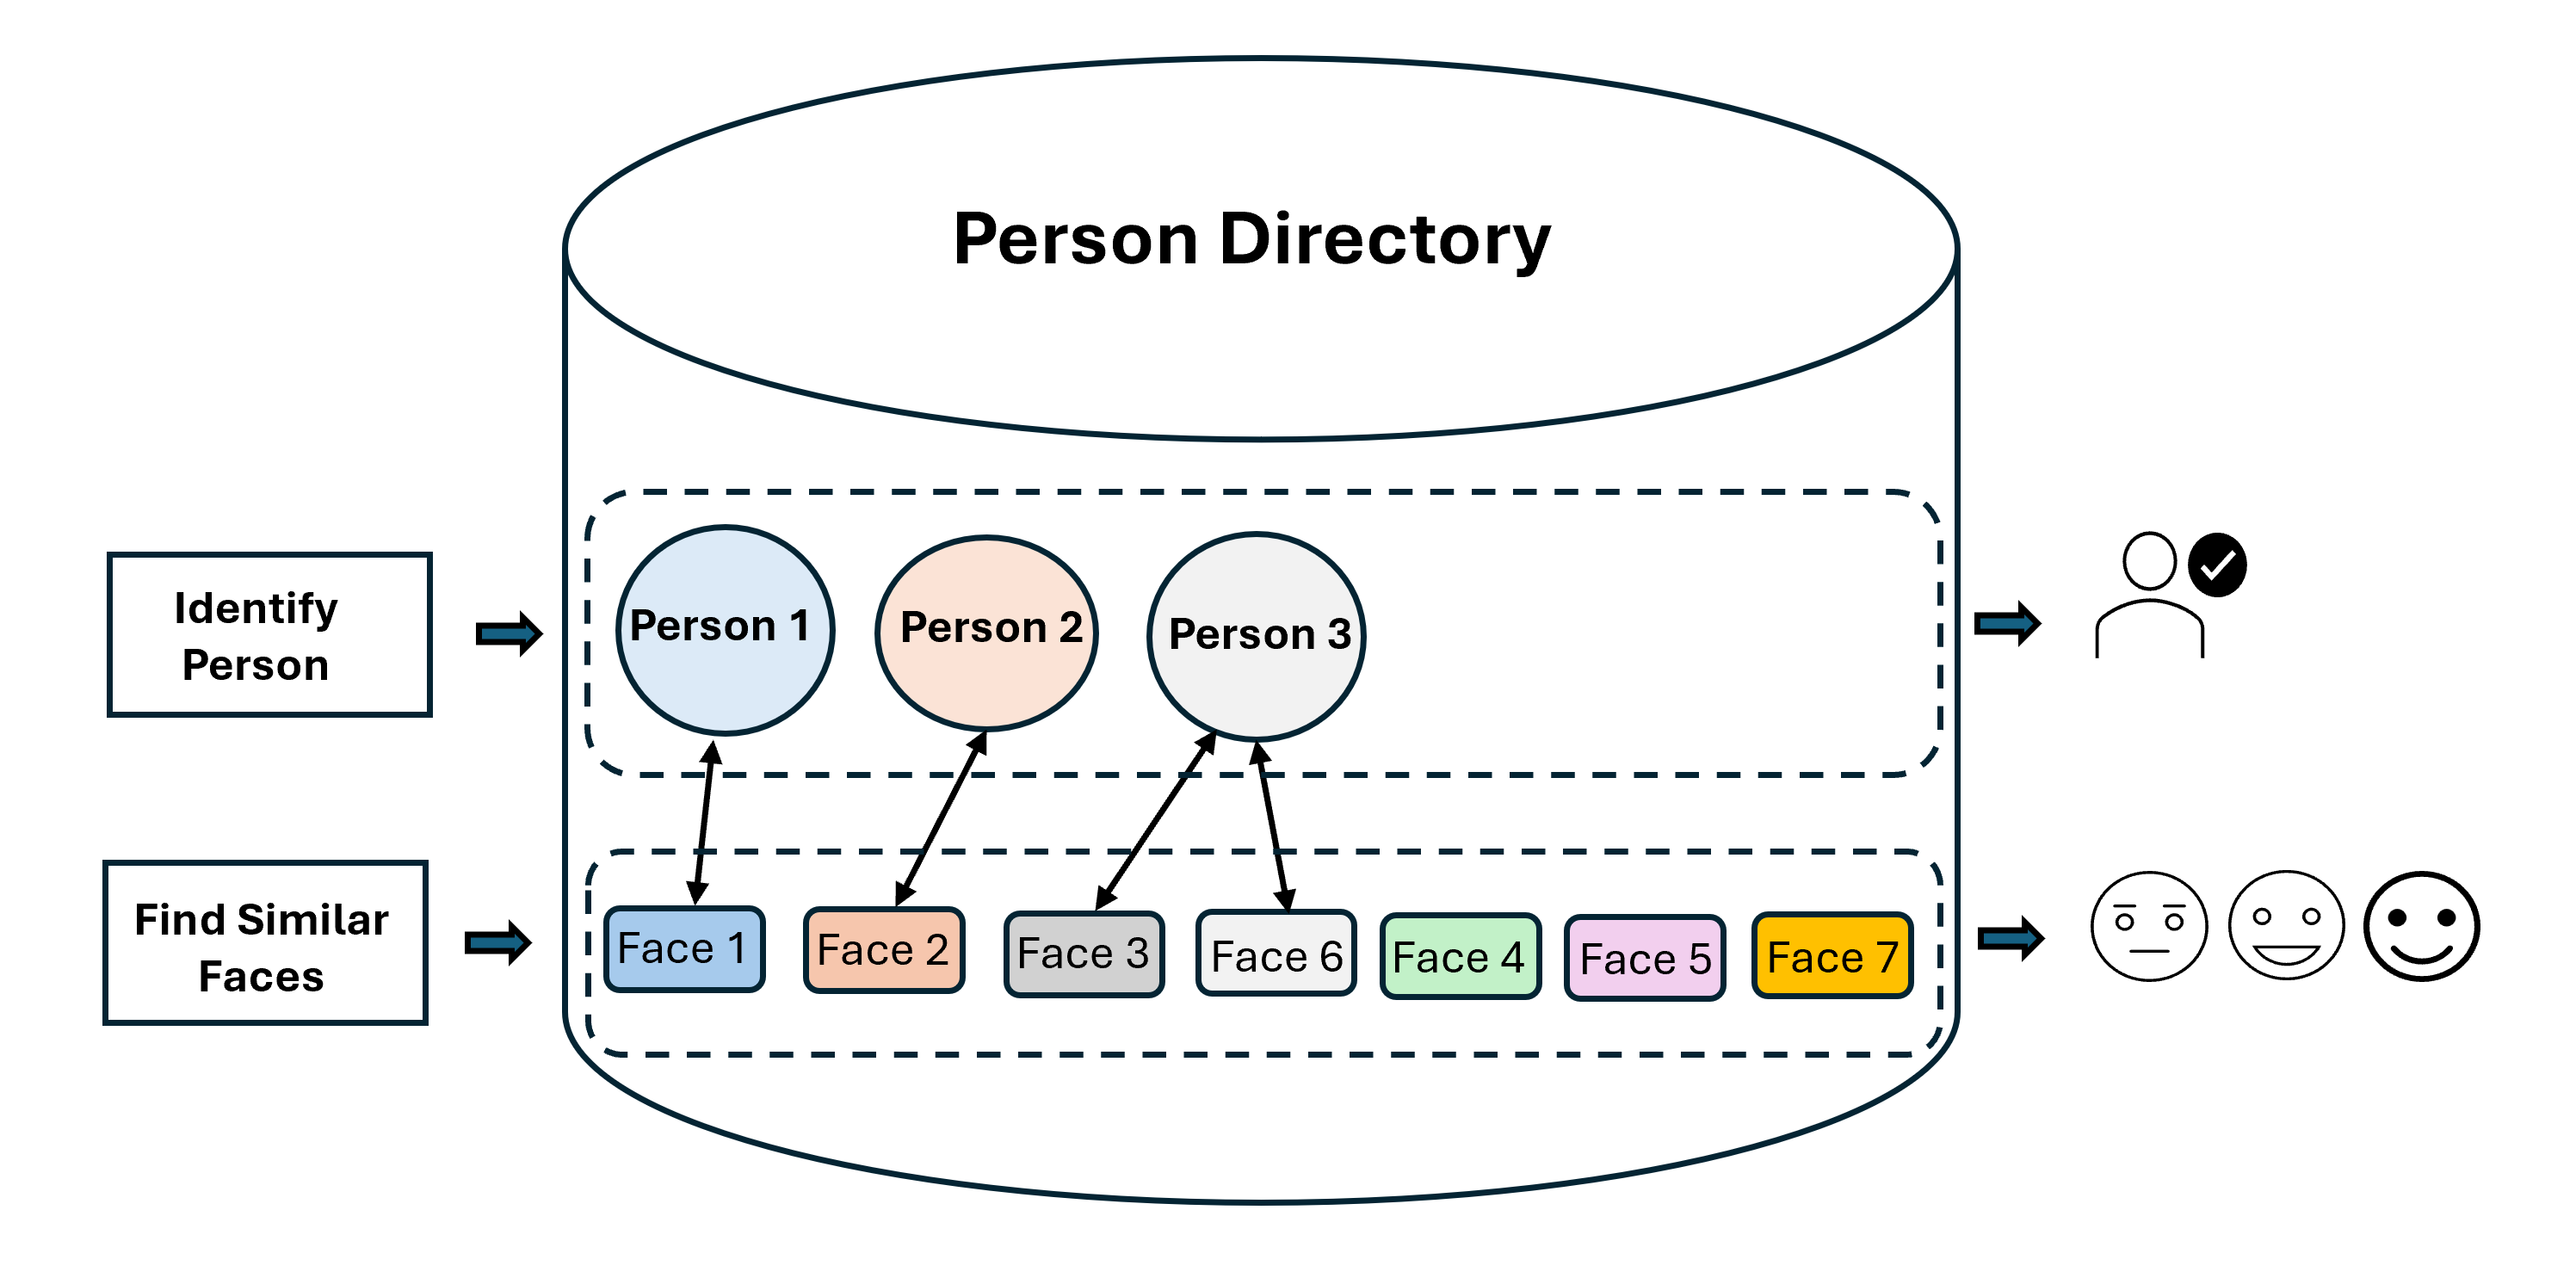 Person Directory
Identify
Person
Person 1
Person 2
Person 3
Find Similar
Faces
Face 1
Face 2
Face 3
Face 6
Face 4
Face 5
Face 7